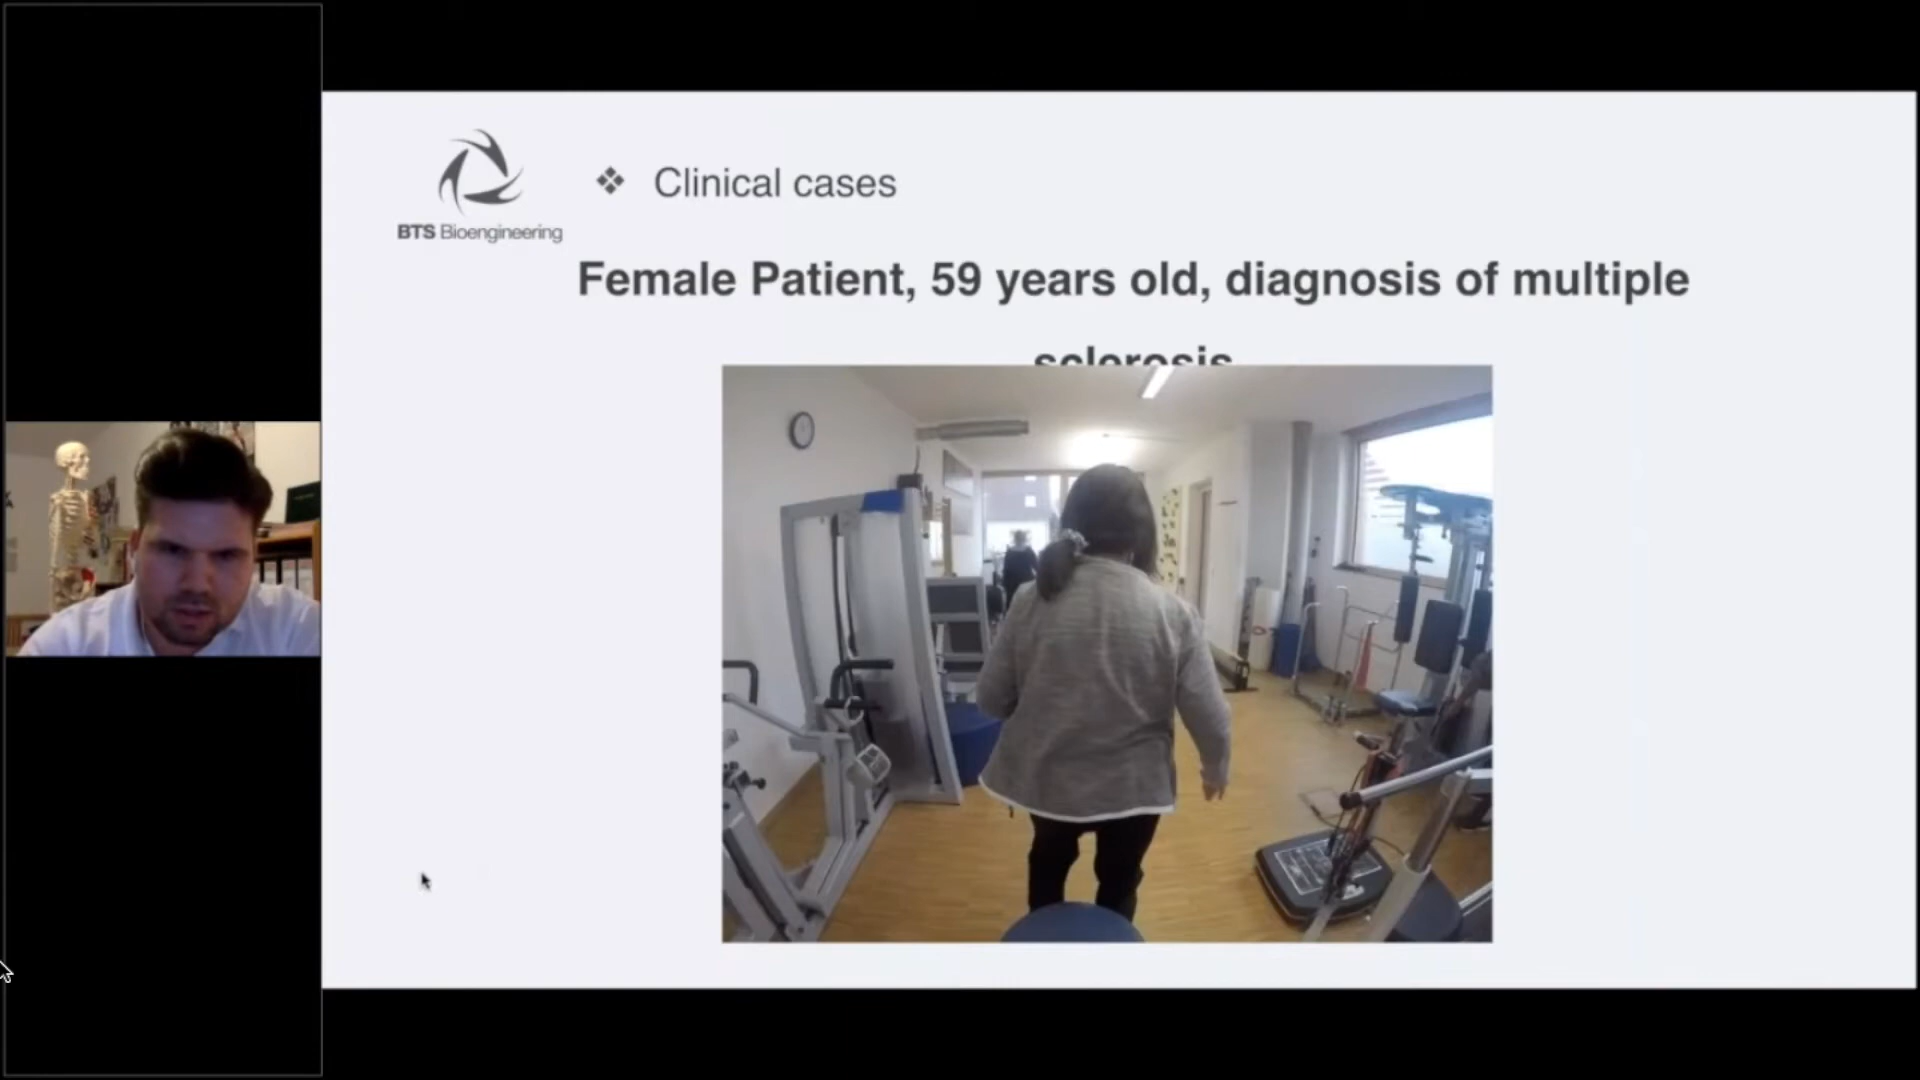 ❖ Clinical cases
BTS Bioengineering
Female Patient, 59 years old, diagnosis of multiple
sclerosis